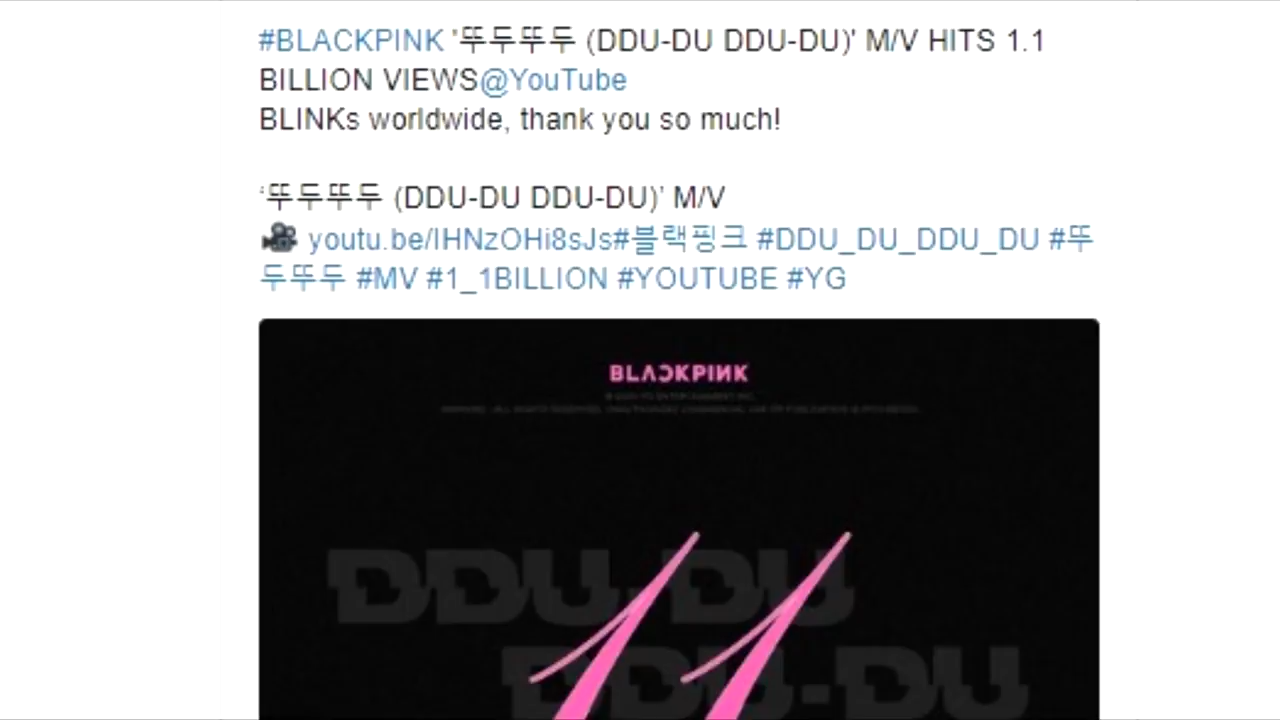 #BLACKPINK '뚜두뚜두 (DDU-DU DDU-DU)' M/V HITS 1.1
BILLION VIEWS@YouTube
BLINKs worldwide, thank you so much!
‘뚜두뚜두 (DDU-DU DDU-DU)’ M/V
youtu.be/IHNzOHi8sJs#블랙핑크 #DDU_DU_DDU_DU #뚜
두뚜두 #MV #1_1BILLION #YOUTUBE #YG
BLACKPINK
DDU-DU
DDU-DU
11